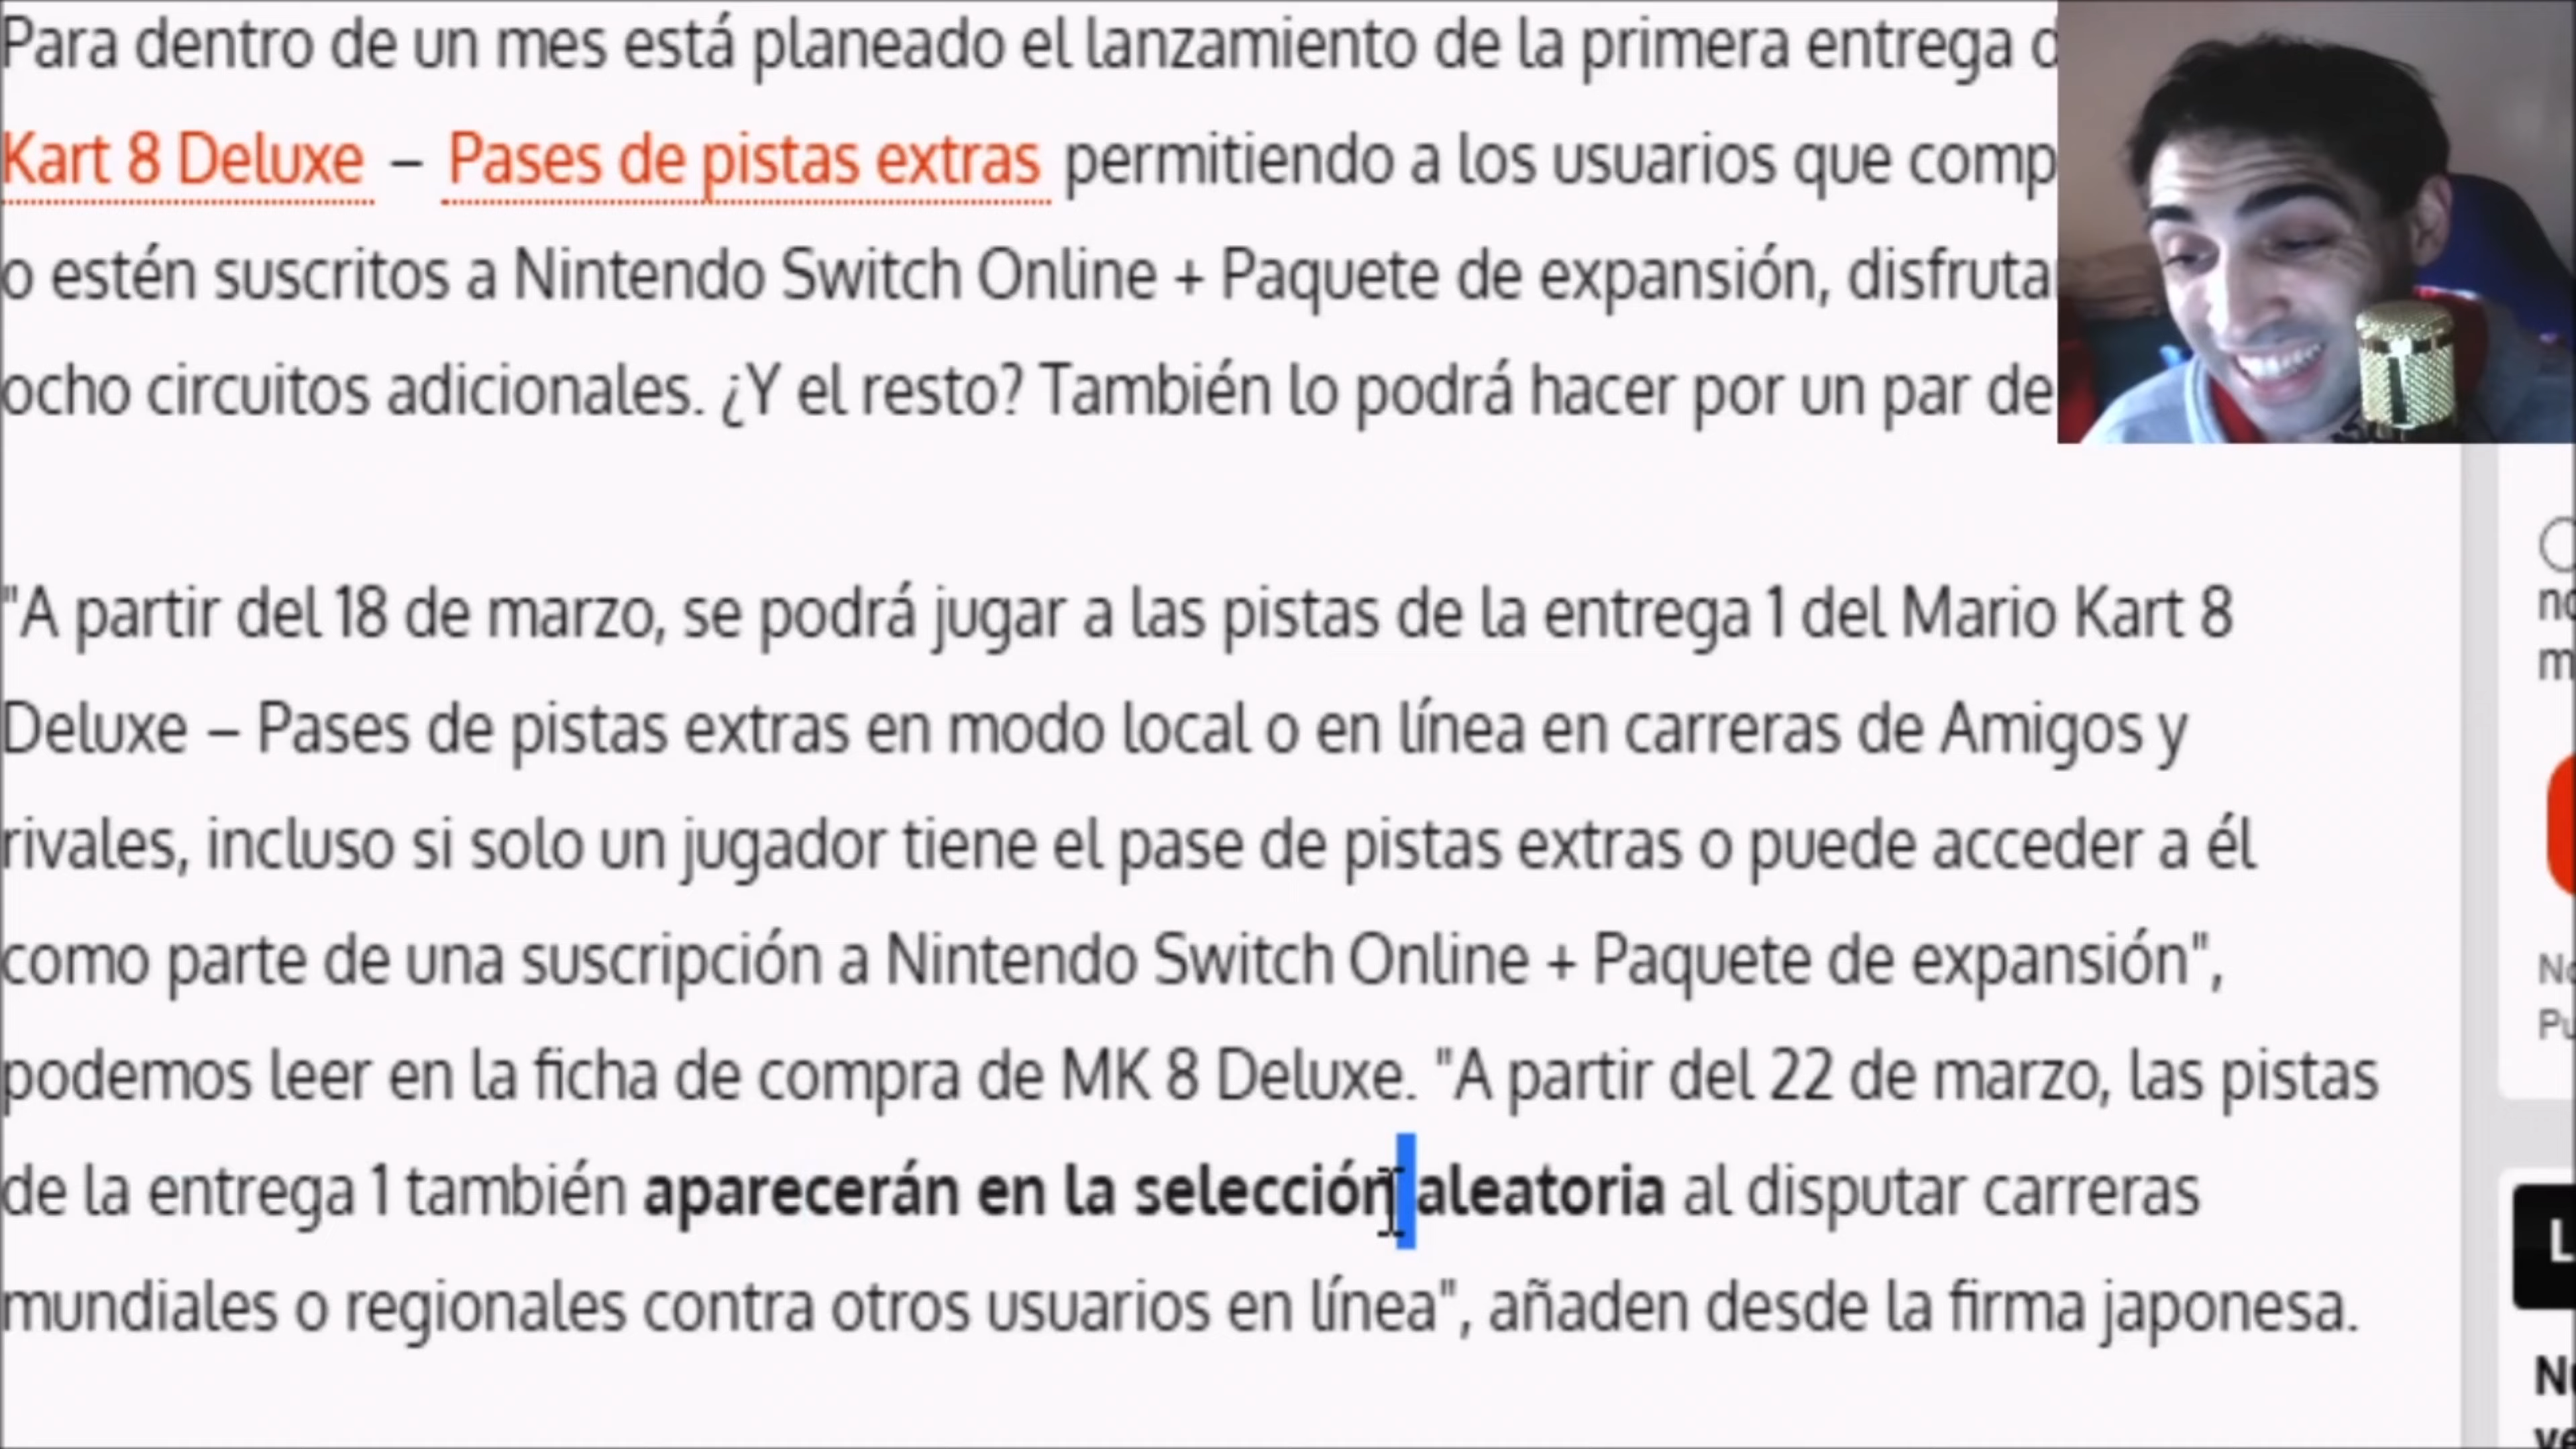 Para dentro de un mes está planeado el lanzamiento de la primera entrega
Kart 8 Deluxe – Pases de pistas extras permitiendo a los usuarios que
o estén suscritos a Nintendo Switch Online + Paquete de expansión,
ocho circuitos adicionales. ¿Y el resto? También lo podrá hacer por un par de
"A partir del 18 de marzo, se podrá jugar a las pistas de la entrega 1 del Mario Kart 8
Deluxe – Pases de pistas extras en modo local o en línea en carreras de Amigos y
rivales, incluso si solo un jugador tiene el pase de pistas extras o puede acceder a él
como parte de una suscripción a Nintendo Switch Online + Paquete de expansión",
podemos leer en la ficha de compra de MK 8 Deluxe. "A partir del 22 de marzo, las pistas
de la entrega 1 también aparecerán en la selección aleatoria al disputar carreras
mundiales o regionales contra otros usuarios en línea", añaden desde la firma japonesa.